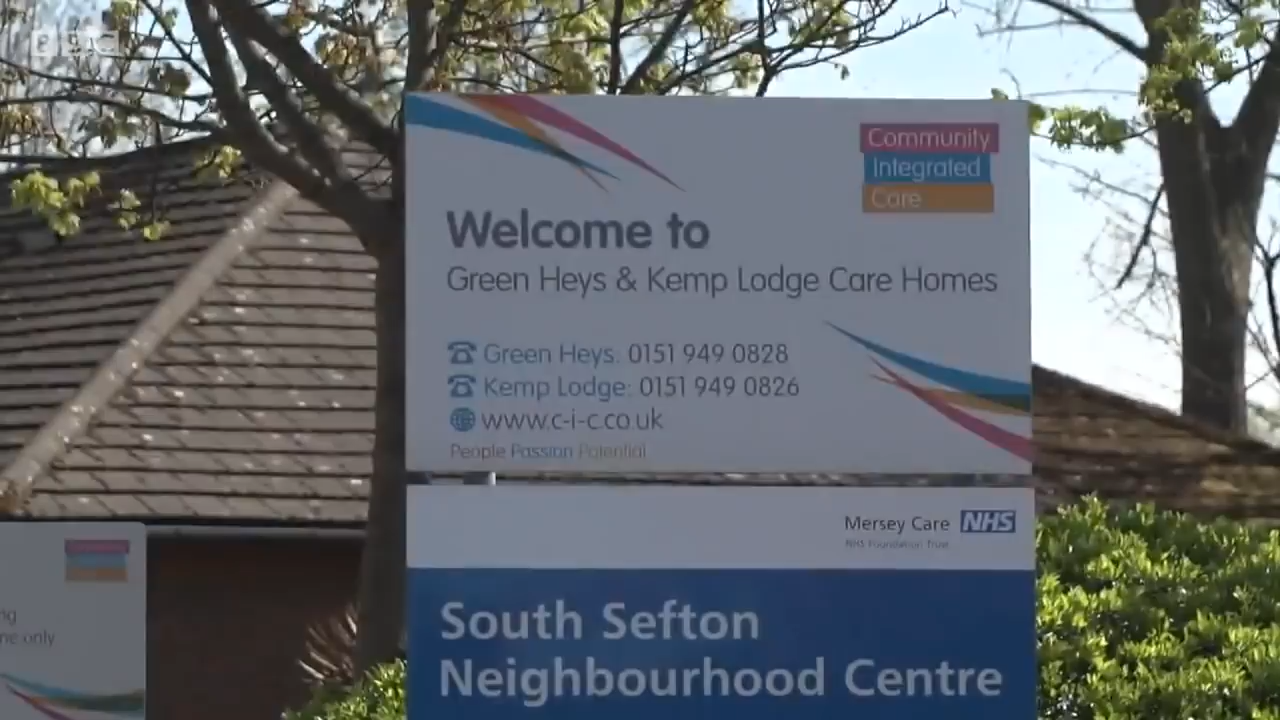 BBC
Community
Integrated
Care
Welcome to
Green Heys & Kemp Lodge Care Homes
Green Heys: 0151 949 0828
Kemp Lodge: 0151 949 0826
www.c-i-c.co.uk
People Passion Potential
Mersey Care NHS
NHS Foundation Trust
South Sefton
Neighbourhood Centre
ne only